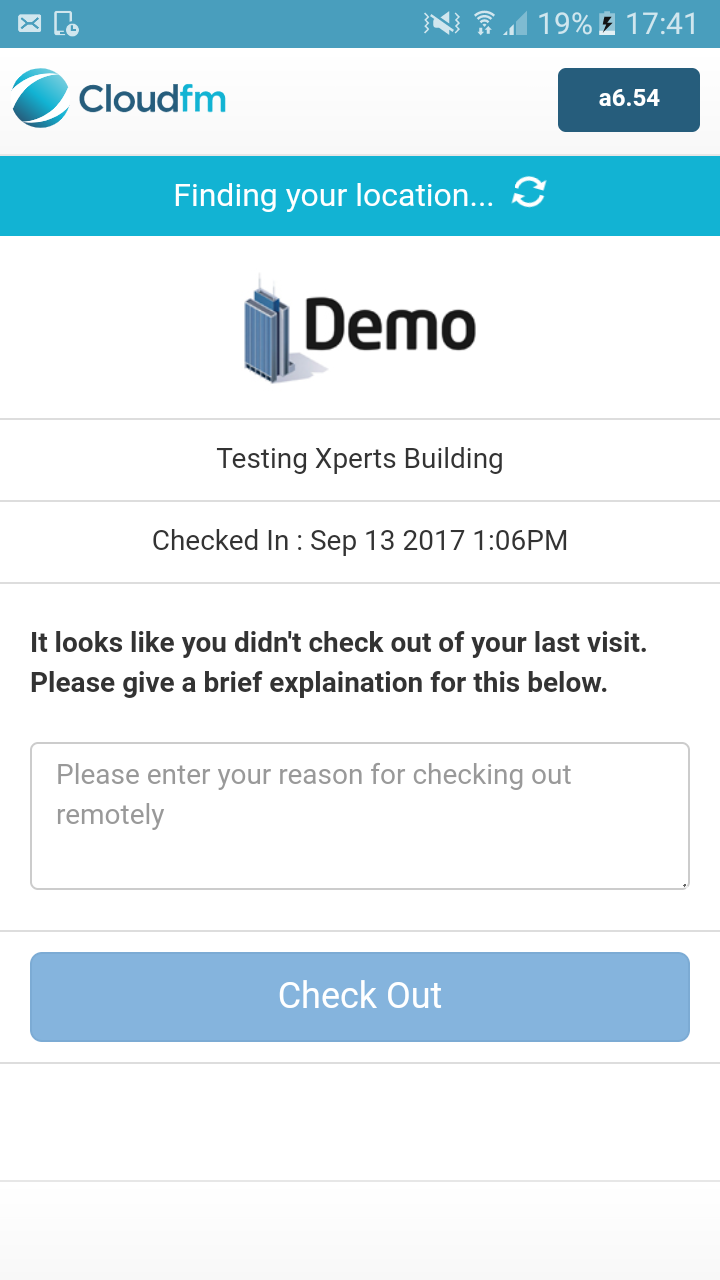 19% 17:41
Cloudfm
a6.54
Finding your location...
Demo
Testing Xperts Building
Checked In : Sep 13 2017 1:06PM
It looks like you didn't check out of your last visit.
Please give a brief explaination for this below.
Please enter your reason for checking out
remotely
Check Out